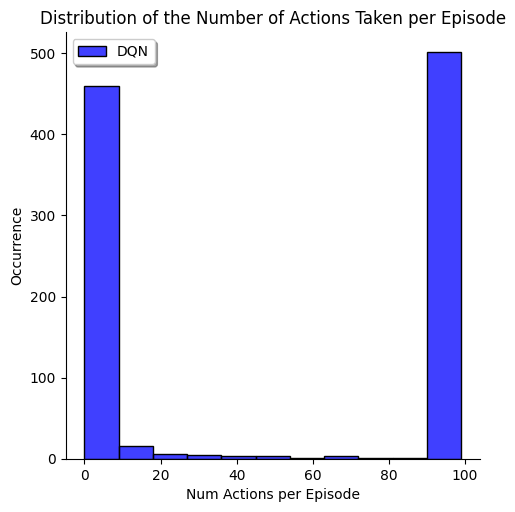 Distribution of the Number of Actions Taken per Episode
DQN
500
400
300
200
100
0
Occurrence
0 20 40 60 80 100
Num Actions per Episode